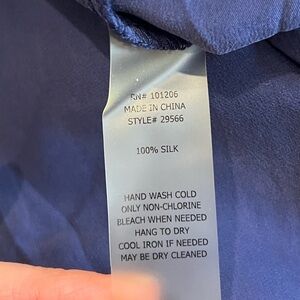 RN# 101206
MADE IN CHINA
STYLE# 29566
100% SILK
HAND WASH COLD
ONLY NON-CHLORINE
BLEACH WHEN NEEDED
HANG TO DRY
COOL IRON IF NEEDED
MAY BE DRY CLEANED